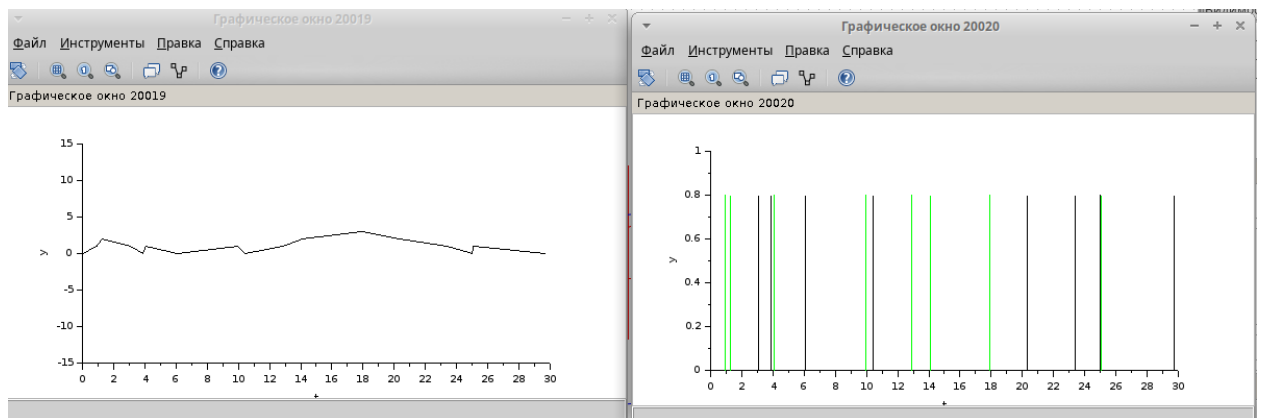 Графическое окно 20019
Файл Инструменты Правка Справка
Графическое окно 20019
15
10
5
0
-5
-10
-15
y
0 2 4 6 8 10 12 14 16 18 20 22 24 26 28 30
Графическое окно 20020
Файл Инструменты Правка Справка
Графическое окно 20020
1
0.8
0.6
0.4
0.2
0
y
0 2 4 6 8 10 12 14 16 18 20 22 24 26 28 30